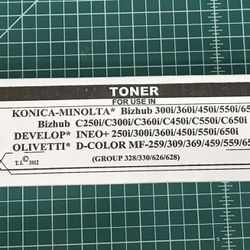 TONER
FOR USE IN
KONICA-MINOLTA* Bizhub 300i/360i/450i/550i/65
Bizhub C250i/C300i/C360i/C450i/C550i/C650i
DEVELOP* INEO+ 250i/300i/360i/450i/550i/650i
OLIVETTI* D-COLOR MF-259/309/369/459/559/65
(GROUP 328/330/626/628)
T. I. © 2012